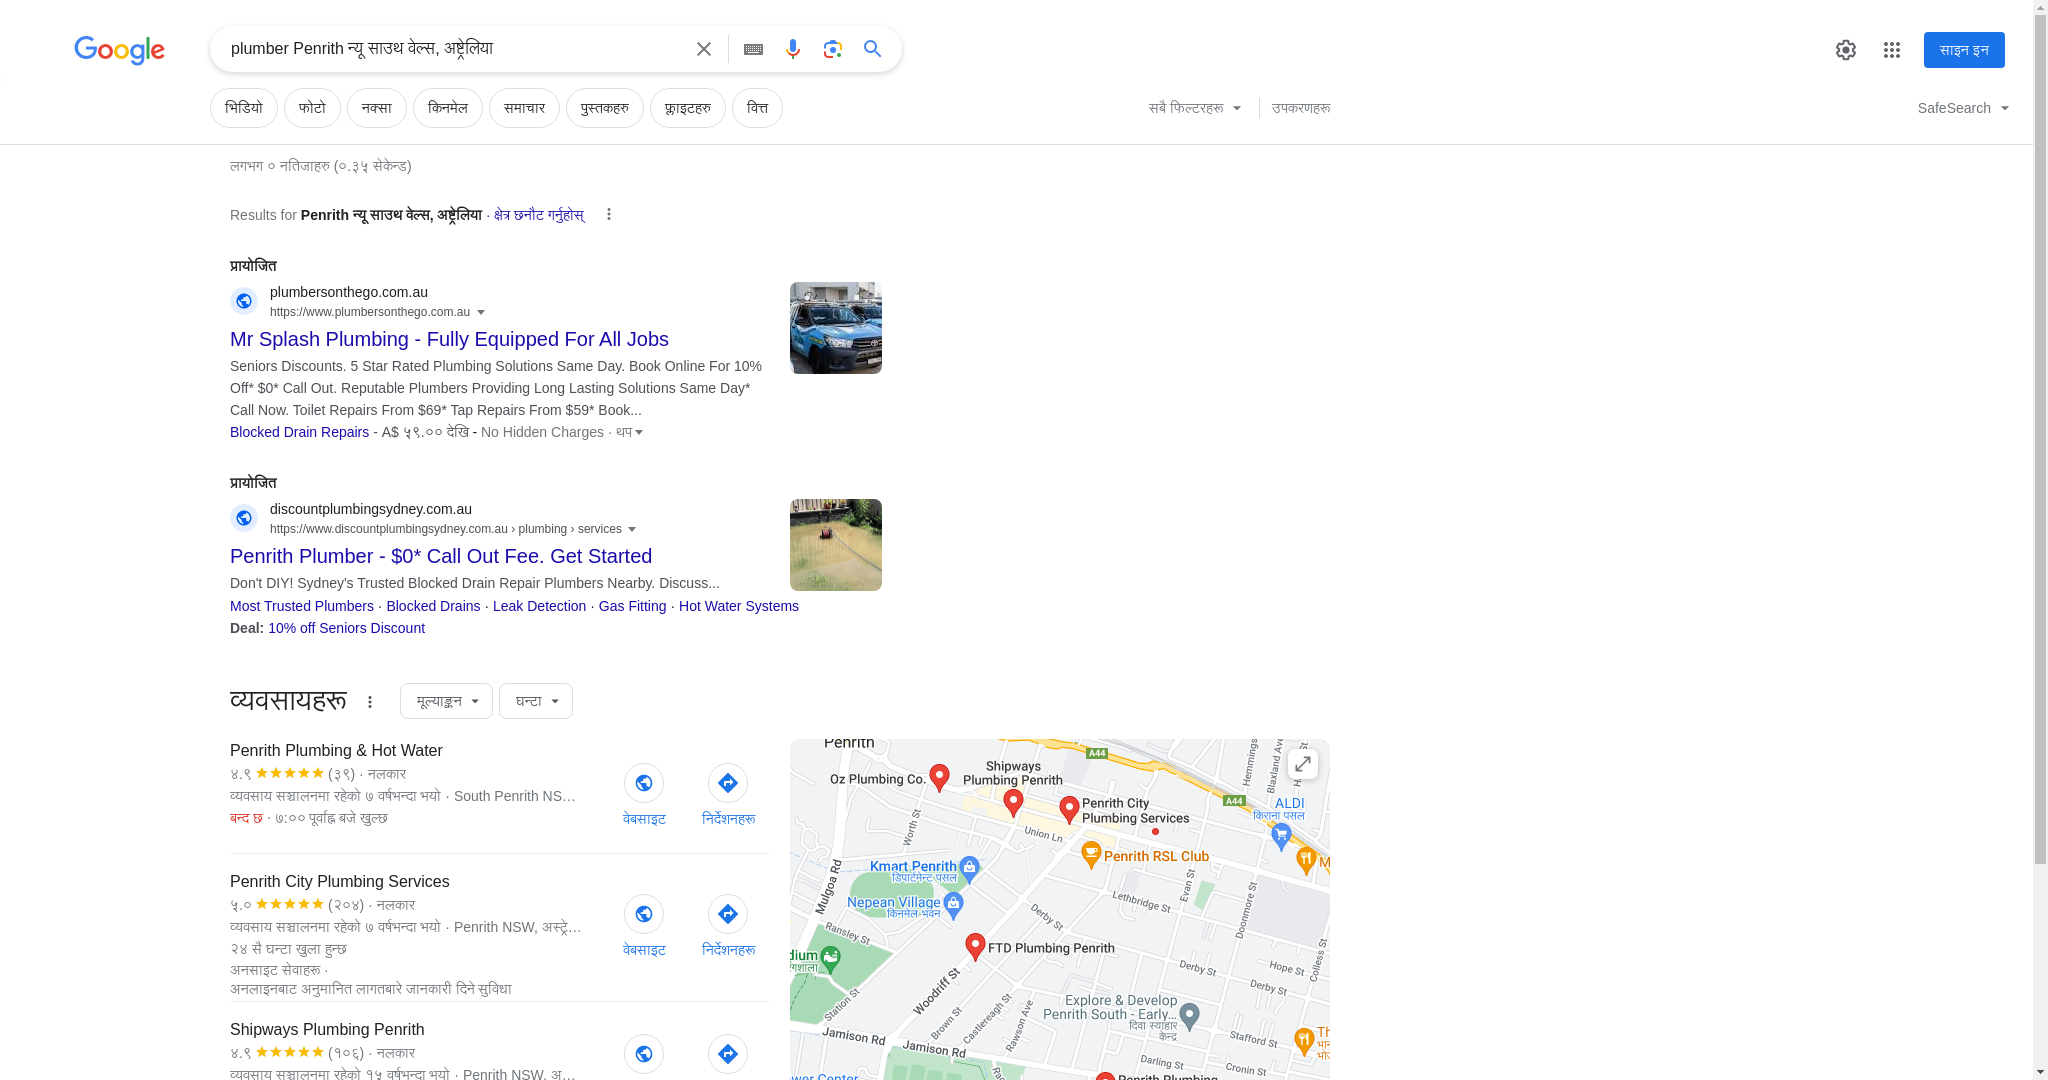 Google
plumber Penrith न्यू साउथ वेल्स, अष्ट्रेलिया
साइन इन
भिडियो
फोटो
नक्सा
किनमेल
समाचार
पुस्तकहरु
फ्लाइटहरु
वित्त
सबै फिल्टरहरू
उपकरणहरू
SafeSearch
लगभग ० नतिजाहरु (०.३५ सेकेन्ड)
Results for Penrith न्यू साउथ वेल्स, अष्ट्रेलिया · क्षेत्र छनौट गर्नुहोस्
प्रायोजित
plumbersonthego.com.au
https://www.plumbersonthego.com.au
Mr Splash Plumbing - Fully Equipped For All Jobs
Seniors Discounts. 5 Star Rated Plumbing Solutions Same Day. Book Online For 10%
Off* $0* Call Out. Reputable Plumbers Providing Long Lasting Solutions Same Day*
Call Now. Toilet Repairs From $69* Tap Repairs From $59* Book...
Blocked Drain Repairs - A$ ५९.०० देखि - No Hidden Charges · थप
प्रायोजित
discountplumbingsydney.com.au
https://www.discountplumbingsydney.com.au › plumbing › services
Penrith Plumber - $0* Call Out Fee. Get Started
Don't DIY! Sydney's Trusted Blocked Drain Repair Plumbers Nearby. Discuss...
Most Trusted Plumbers · Blocked Drains · Leak Detection · Gas Fitting · Hot Water Systems
Deal: 10% off Seniors Discount
व्यवसायहरू
मूल्याङ्कन
घन्टा
Penrith Plumbing & Hot Water
४.९ ★★★★★ (३९) · नलकार
व्यवसाय सञ्चालनमा रहेको ७ वर्षभन्दा भयो · South Penrith NS...
बन्द छ · ७:०० पूर्वाह्न बजे खुल्छ
वेबसाइट
निर्देशनहरू
Penrith City Plumbing Services
५.० ★★★★★ (२०४) · नलकार
व्यवसाय सञ्चालनमा रहेको ७ वर्षभन्दा भयो · Penrith NSW, अस्ट्रे...
२४ सै घन्टा खुला हुन्छ
अनसाइट सेवाहरू ·
अनलाइनबाट अनुमानित लागतबारे जानकारी दिने सुविधा
वेबसाइट
निर्देशनहरू
Shipways Plumbing Penrith
४.९ ★★★★★ (१०६) · नलकार
व्यवसाय सञ्चालनमा रहेको १५ वर्षभन्दा भयो · Penrith NSW, अ...
Penrith
A44
Hemmings
Blaxland Ave
Oz Plumbing Co.
Shipways
Plumbing Penrith
A44
Penrith City
Plumbing Services
ALDI
किराना पसल
Worth St
Union Ln
Penrith RSL Club
M
Kmart Penrith
डिपार्टमेन्ट पसल
Mulgoa Rd
Evan St
Nepean Village
किनमेल भवन
Lethbridge St
Doonmore St
Derby St
Ransley St
FTD Plumbing Penrith
Colless St
dium
रंगशाला
Derby St
Hope St
Derby St
Woodriff St
Station St
Explore & Develop
Penrith South - Early...
दिवा स्याहार
केन्द्र
Castlereagh St
Brown St
Rawson Ave
Jamison Rd
Jamison Rd
Stafford St
Th
Darling St
Cronin St
wer Center
Penrith Plumbing